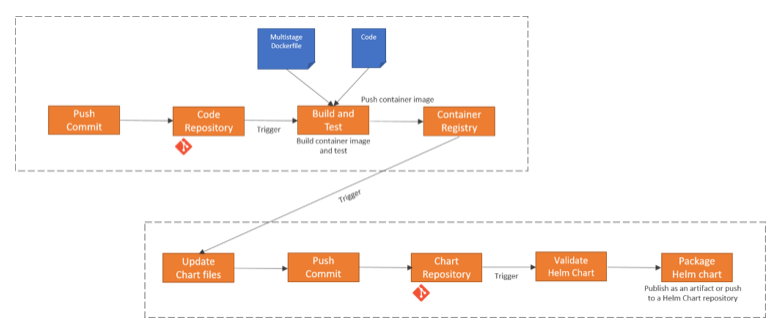 Multistage
Dockerfile
Code
Push container image
Push
Commit
Code
Repository
Trigger
Build and
Test
Container
Registry
Build container image
and test
Trigger
Update
Chart files
Push
Commit
Chart
Repository
Trigger
Validate
Helm Chart
Package
Helm chart
Publish as an artifact or push
to a Helm Chart repository